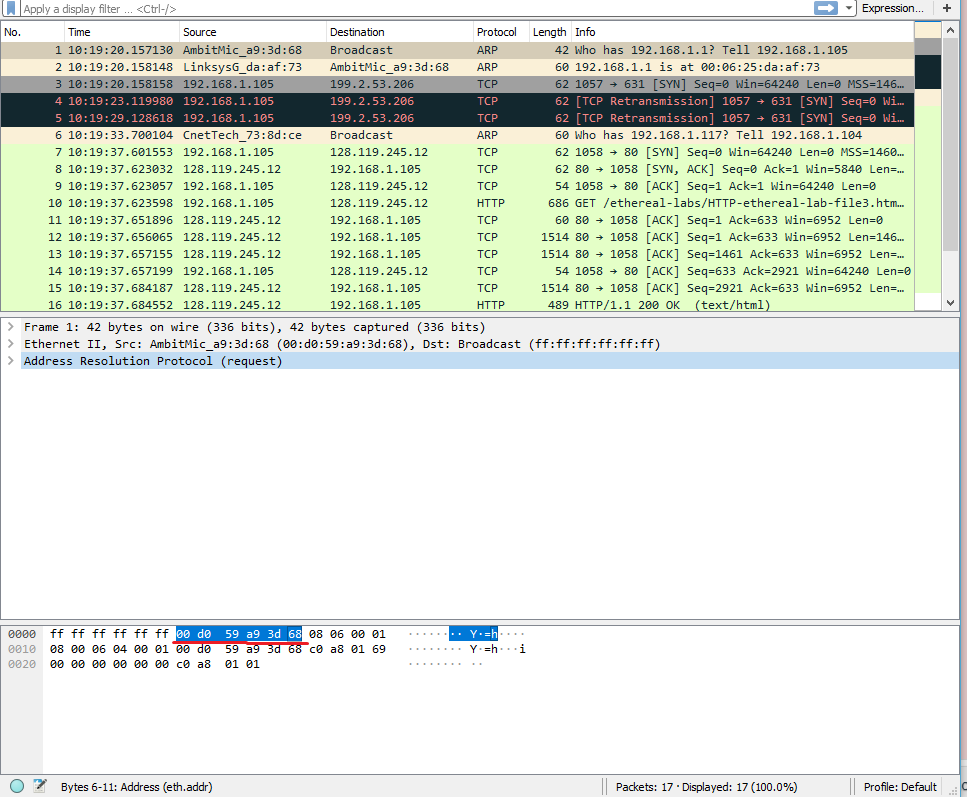 Apply a display filter ... <Ctrl-/> Expression... +
No. Time Source Destination Protocol Length Info
1 10:19:20.157130 AmbitMic_a9:3d:68 Broadcast ARP 42 Who has 192.168.1.1? Tell 192.168.1.105
2 10:19:20.158148 LinksysG_da:af:73 AmbitMic_a9:3d:68 ARP 60 192.168.1.1 is at 00:06:25:da:af:73
3 10:19:20.158158 192.168.1.105 199.2.53.206 TCP 62 1057 → 631 [SYN] Seq=0 Win=64240 Len=0 MSS=146…
4 10:19:23.119980 192.168.1.105 199.2.53.206 TCP 62 [TCP Retransmission] 1057 → 631 [SYN] Seq=0 Wi…
5 10:19:29.128618 192.168.1.105 199.2.53.206 TCP 62 [TCP Retransmission] 1057 → 631 [SYN] Seq=0 Wi…
6 10:19:33.700104 CnetTech_73:8d:ce Broadcast ARP 60 Who has 192.168.1.117? Tell 192.168.1.104
7 10:19:37.601553 192.168.1.105 128.119.245.12 TCP 62 1058 → 80 [SYN] Seq=0 Win=64240 Len=0 MSS=1460…
8 10:19:37.623032 128.119.245.12 192.168.1.105 TCP 62 80 → 1058 [SYN, ACK] Seq=0 Ack=1 Win=5840 Len=…
9 10:19:37.623057 192.168.1.105 128.119.245.12 TCP 54 1058 → 80 [ACK] Seq=1 Ack=1 Win=64240 Len=0
10 10:19:37.623598 192.168.1.105 128.119.245.12 HTTP 686 GET /ethereal-labs/HTTP-ethereal-lab-file3.htm…
11 10:19:37.651896 128.119.245.12 192.168.1.105 TCP 60 80 → 1058 [ACK] Seq=1 Ack=633 Win=6952 Len=0
12 10:19:37.656065 128.119.245.12 192.168.1.105 TCP 1514 80 → 1058 [ACK] Seq=1 Ack=633 Win=6952 Len=146…
13 10:19:37.657155 128.119.245.12 192.168.1.105 TCP 1514 80 → 1058 [ACK] Seq=1461 Ack=633 Win=6952 Len=…
14 10:19:37.657199 192.168.1.105 128.119.245.12 TCP 54 1058 → 80 [ACK] Seq=633 Ack=2921 Win=64240 Len=0
15 10:19:37.684187 128.119.245.12 192.168.1.105 TCP 1514 80 → 1058 [ACK] Seq=2921 Ack=633 Win=6952 Len=…
16 10:19:37.684552 128.119.245.12 192.168.1.105 HTTP 489 HTTP/1.1 200 OK (text/html)
Frame 1: 42 bytes on wire (336 bits), 42 bytes captured (336 bits)
Ethernet II, Src: AmbitMic_a9:3d:68 (00:d0:59:a9:3d:68), Dst: Broadcast (ff:ff:ff:ff:ff:ff)
Address Resolution Protocol (request)
0000 ff ff ff ff ff ff 00 d0 59 a9 3d 68 08 06 00 01 ········ Y·=h····
0010 08 00 06 04 00 01 00 d0 59 a9 3d 68 c0 a8 01 69 ········ Y·=h···i
0020 00 00 00 00 00 00 c0 a8 01 01 ········ ··
Bytes 6-11: Address (eth.addr) Packets: 17 · Displayed: 17 (100.0%) Profile: Default